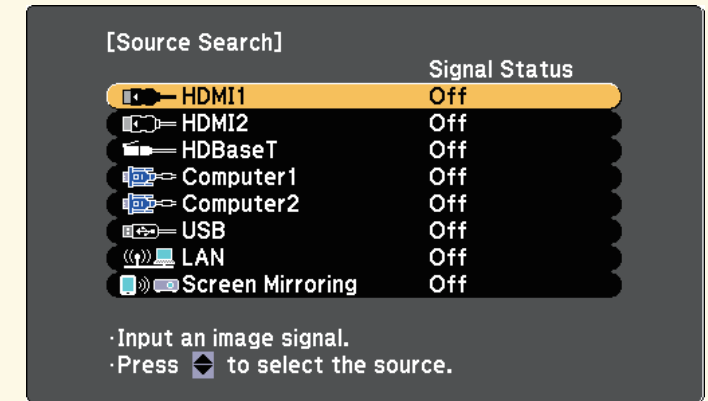 [Source Search]
Signal Status
HDMI1 Off
HDMI2 Off
HDBaseT Off
Computer1 Off
Computer2 Off
USB Off
LAN Off
Screen Mirroring Off
·Input an image signal.
·Press to select the source.